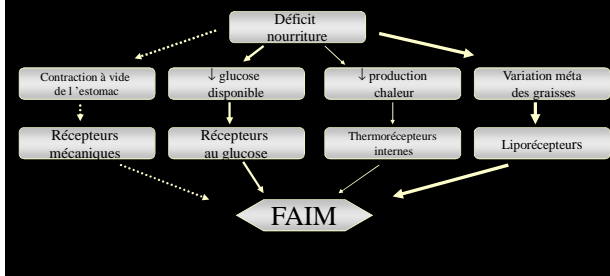 Déficit
nourriture
Contraction à vide
de l 'estomac
↓ glucose
disponible
↓ production
chaleur
Variation méta
des graisses
Récepteurs
mécaniques
Récepteurs
au glucose
Thermorécepteurs
internes
Liporécepteurs
FAIM